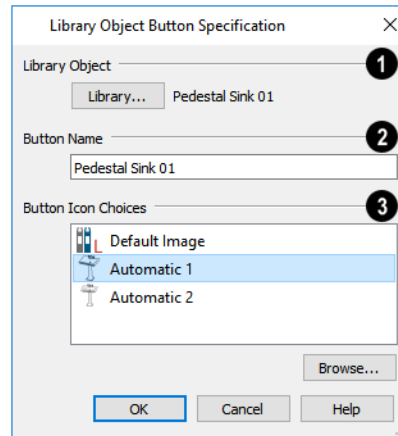 Library Object Button Specification
Library Object 1
Library... Pedestal Sink 01
Button Name 2
Pedestal Sink 01
Button Icon Choices 3
L Default Image
Automatic 1
Automatic 2
Browse...
OK Cancel Help